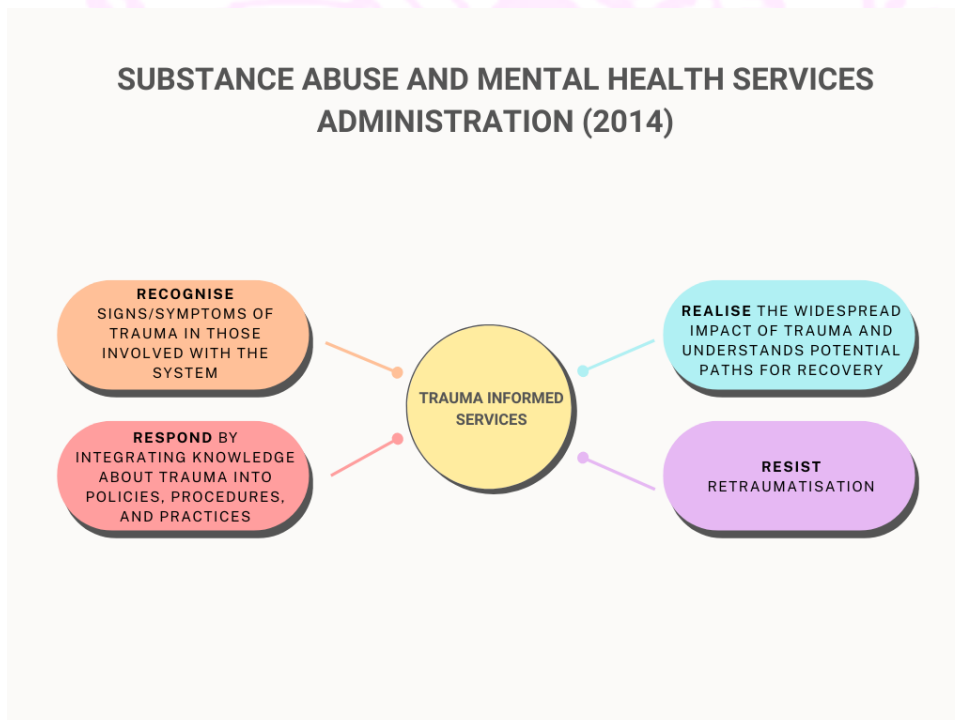 SUBSTANCE ABUSE AND MENTAL HEALTH SERVICES
ADMINISTRATION (2014)
RECOGNISE
SIGNS/SYMPTOMS OF
TRAUMA IN THOSE
INVOLVED WITH THE
SYSTEM
REALISE THE WIDESPREAD
IMPACT OF TRAUMA AND
UNDERSTANDS POTENTIAL
PATHS FOR RECOVERY
TRAUMA INFORMED
SERVICES
RESPOND BY
INTEGRATING KNOWLEDGE
ABOUT TRAUMA INTO
POLICIES, PROCEDURES,
AND PRACTICES
RESIST
RETRAUMATISATION